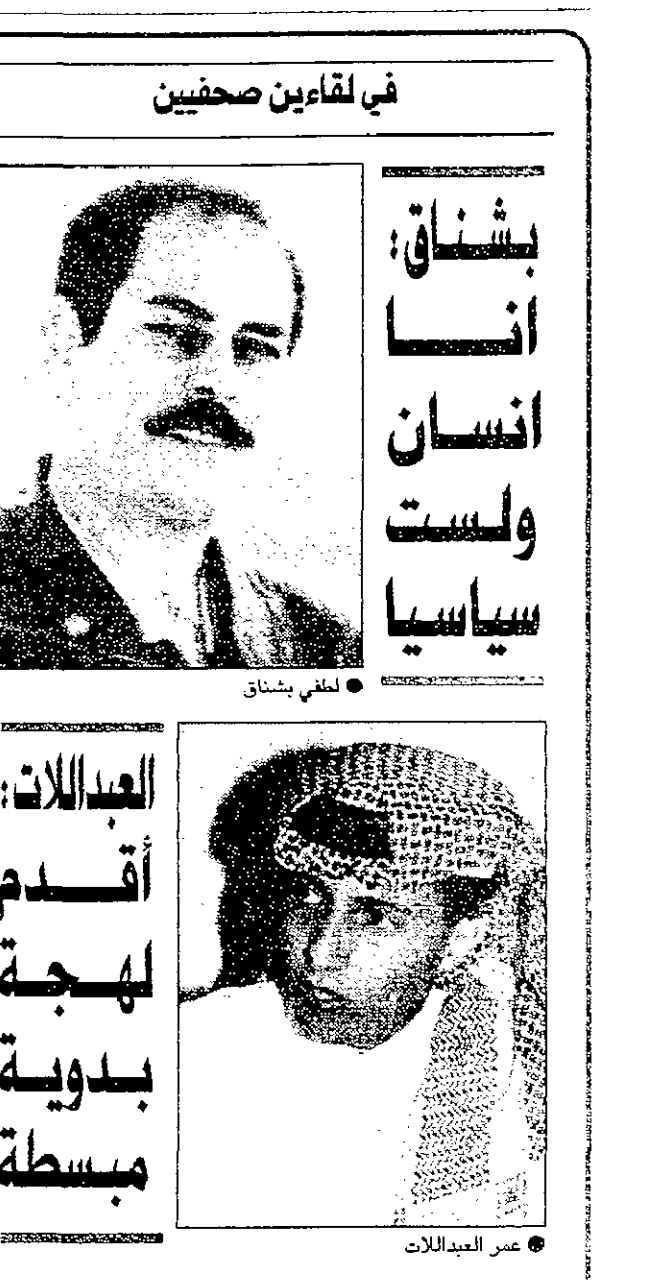 في لقاءين صحفيين
بشناق:
انا
انسان
ولست
سياسيا
● لطفي بشناق
العبداللات:
أقدم
لهجة
بدوية
مبسطة
● عمر العبداللات